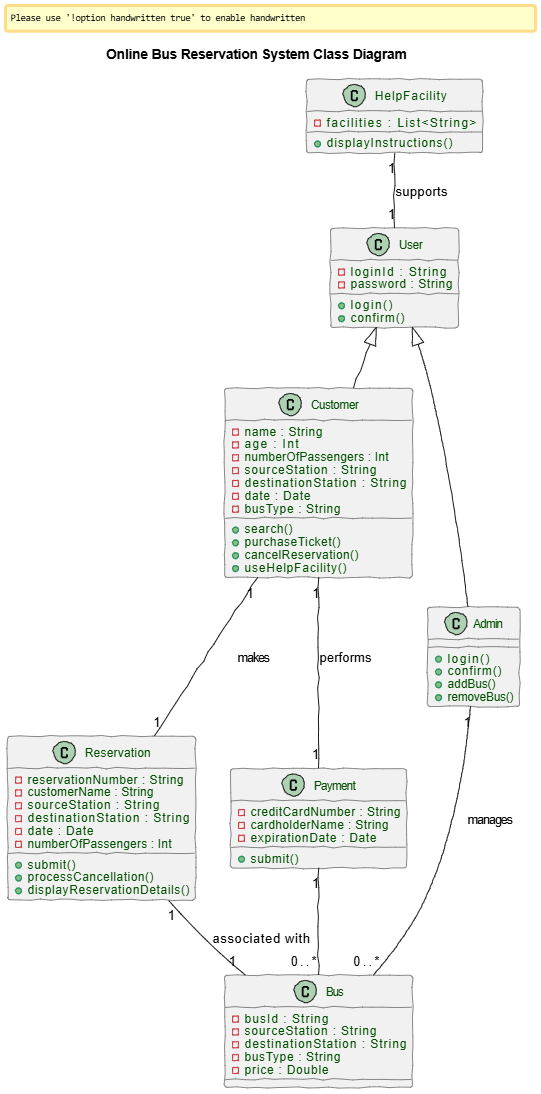 Please use '!option handwritten true' to enable handwritten
Online Bus Reservation System Class Diagram
C HelpFacility
facilities : List<String>
displayInstructions()
1
supports
1
C User
loginId : String
password : String
login()
confirm()
C Customer
name : String
age : Int
numberOfPassengers : Int
sourceStation : String
destinationStation : String
date : Date
busType : String
search()
purchaseTicket()
cancelReservation()
useHelpFacility()
1 1
C Admin
login()
confirm()
addBus()
removeBus()
makes performs
1 1 1
C Reservation
reservationNumber : String
customerName : String
sourceStation : String
destinationStation : String
date : Date
numberOfPassengers : Int
submit()
processCancellation()
displayReservationDetails()
C Payment
creditCardNumber : String
cardholderName : String
expirationDate : Date
submit()
manages
1
1
associated with
1 0..* 0..*
C Bus
busId : String
sourceStation : String
destinationStation : String
busType : String
price : Double